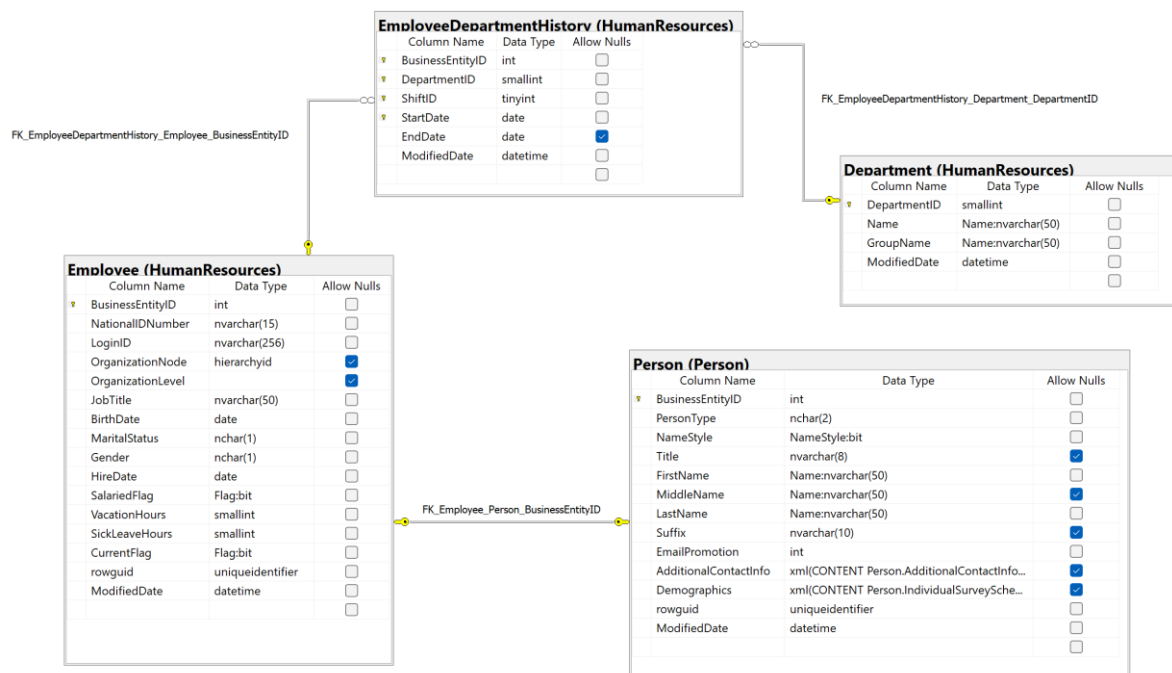 EmployeeDepartmentHistory (HumanResources)
Column Name Data Type Allow Nulls
BusinessEntityID int
DepartmentID smallint
ShiftID tinyint
StartDate date
EndDate date
ModifiedDate datetime
FK_EmployeeDepartmentHistory_Department_DepartmentID
FK_EmployeeDepartmentHistory_Employee_BusinessEntityID
Department (HumanResources)
Column Name Data Type Allow Nulls
DepartmentID smallint
Name Name:nvarchar(50)
GroupName Name:nvarchar(50)
ModifiedDate datetime
Employee (HumanResources)
Column Name Data Type Allow Nulls
BusinessEntityID int
NationalIDNumber nvarchar(15)
LoginID nvarchar(256)
OrganizationNode hierarchyid
OrganizationLevel
JobTitle nvarchar(50)
BirthDate date
MaritalStatus nchar(1)
Gender nchar(1)
HireDate date
SalariedFlag Flag:bit
VacationHours smallint
SickLeaveHours smallint
CurrentFlag Flag:bit
rowguid uniqueidentifier
ModifiedDate datetime
FK_Employee_Person_BusinessEntityID
Person (Person)
Column Name Data Type Allow Nulls
BusinessEntityID int
PersonType nchar(2)
NameStyle NameStyle:bit
Title nvarchar(8)
FirstName Name:nvarchar(50)
MiddleName Name:nvarchar(50)
LastName Name:nvarchar(50)
Suffix nvarchar(10)
EmailPromotion int
AdditionalContactInfo xml(CONTENT Person.AdditionalContactInfo...
Demographics xml(CONTENT Person.IndividualSurveySche...
rowguid uniqueidentifier
ModifiedDate datetime